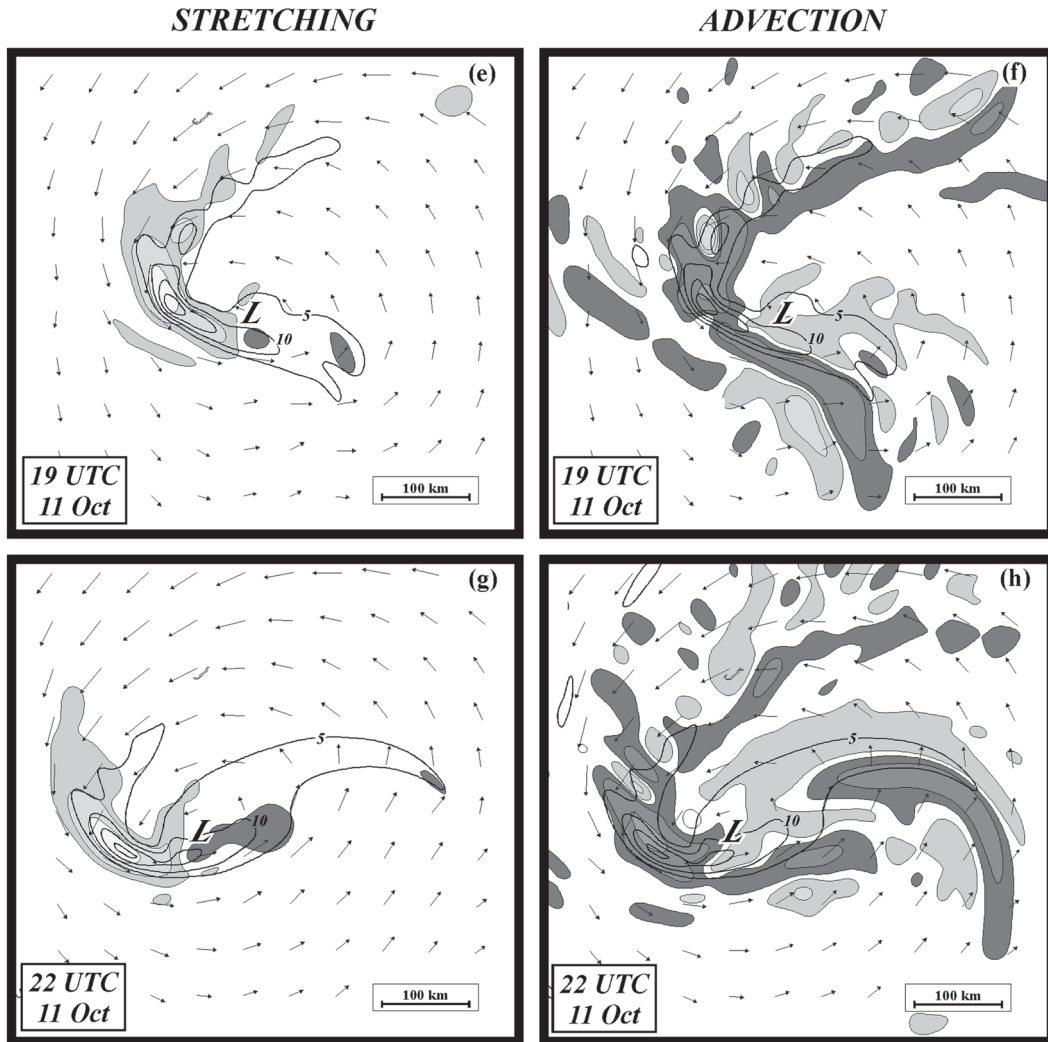 STRETCHING
ADVECTION
(e)
L
5
10
19 UTC
11 Oct
100 km
(f)
L
5
10
19 UTC
11 Oct
100 km
(g)
5
L
10
22 UTC
11 Oct
100 km
(h)
5
L
10
22 UTC
11 Oct
100 km